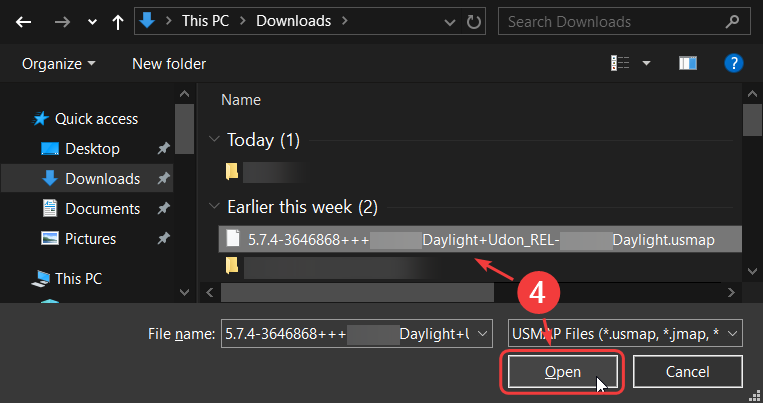 This PC > Downloads >
Search Downloads
Organize
New folder
?
Name
Quick access
Today (1)
Desktop
Downloads
Earlier this week (2)
Documents
5.7.4-3646868+++ Daylight+Udon_REL- Daylight.usmap
Pictures
This PC
4
File name:
5.7.4-3646868+++ Daylight+U
USMAP Files (*.usmap, *.jmap, *
Open
Cancel